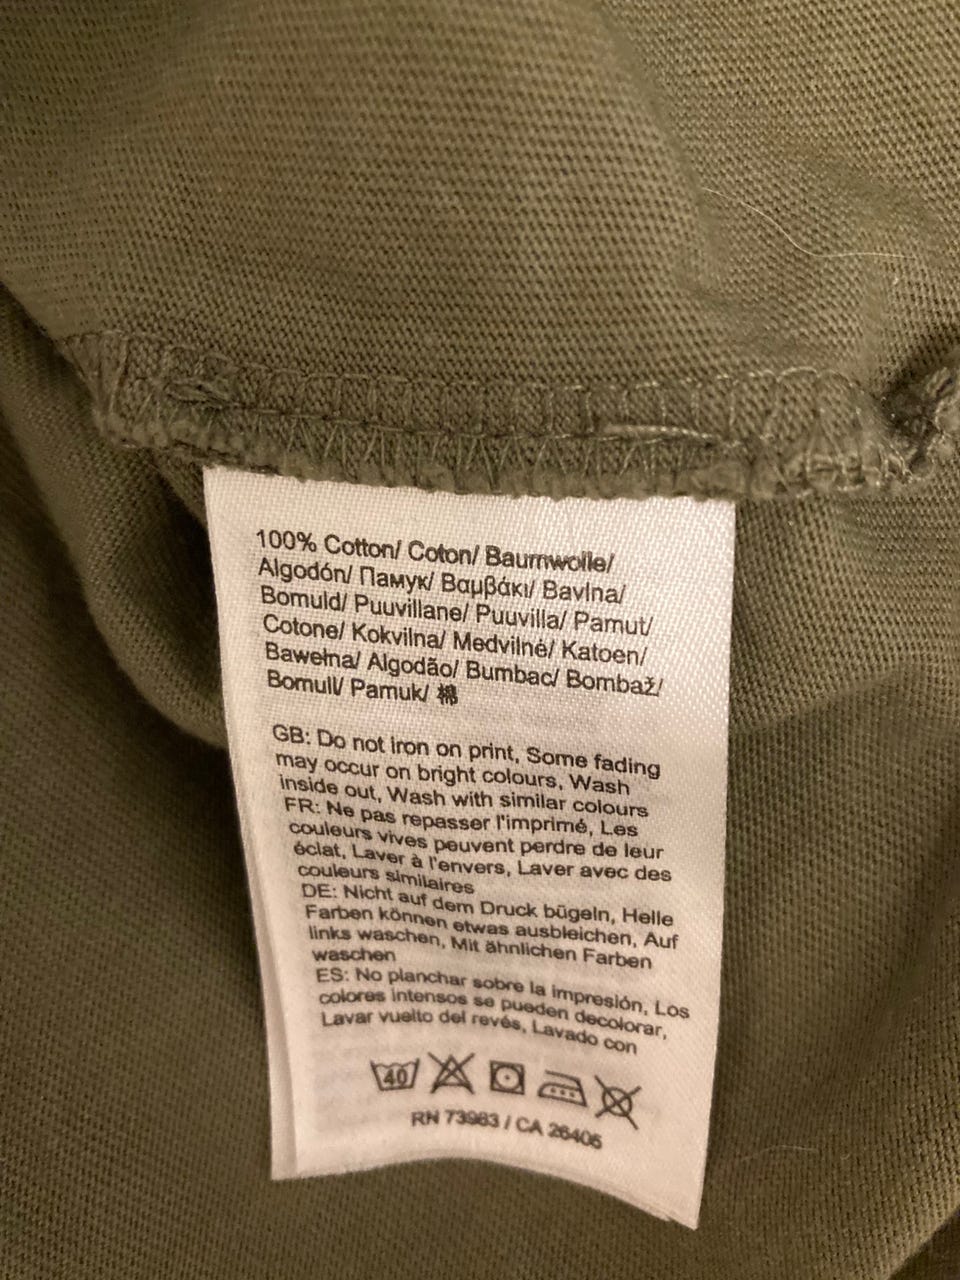 100% Cotton/ Coton/ Baumwolle/
Algodón/ Памук/ Βαμβάκι/ Bavlna/
Bomuld/ Puuvillane/ Puuvilla/ Pamut/
Cotone/ Kokvilna/ Medvilnė/ Katoen/
Bawełna/ Algodão/ Bumbac/ Bombaž/
Bomull/ Pamuk/ 棉
GB: Do not iron on print, Some fading
may occur on bright colours, Wash
inside out, Wash with similar colours
FR: Ne pas repasser l'imprimé, Les
couleurs vives peuvent perdre de leur
éclat, Laver à l'envers, Laver avec des
couleurs similaires
DE: Nicht auf dem Druck bügeln, Helle
Farben können etwas ausbleichen, Auf
links waschen, Mit ähnlichen Farben
waschen
ES: No planchar sobre la impresión, Los
colores intensos se pueden decolorar,
Lavar vuelto del revés, Lavado con
40
RN 73963 / CA 26405